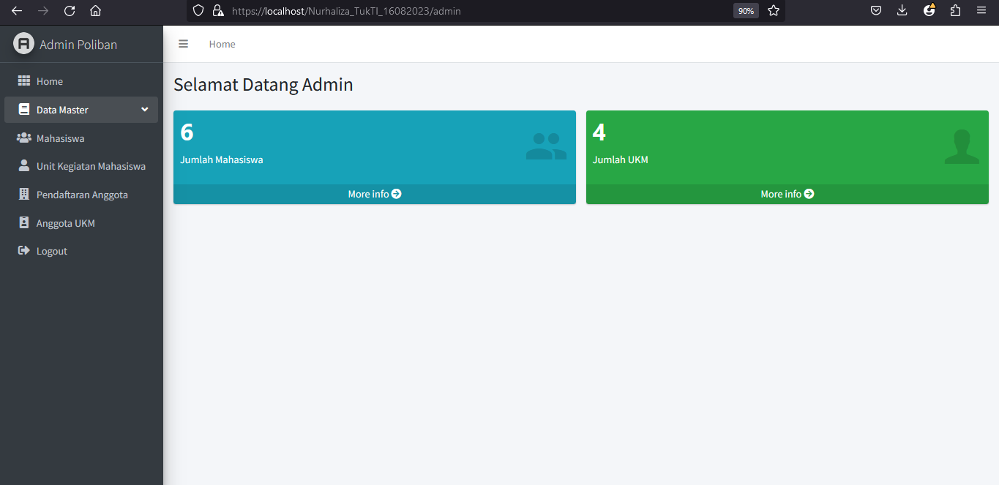 https://localhost/Nurhaliza_TukTI_16082023/admin
90%
Admin Poliban
Home
Data Master
Mahasiswa
Unit Kegiatan Mahasiswa
Pendaftaran Anggota
Anggota UKM
Logout
Home
Selamat Datang Admin
6
Jumlah Mahasiswa
More info
4
Jumlah UKM
More info